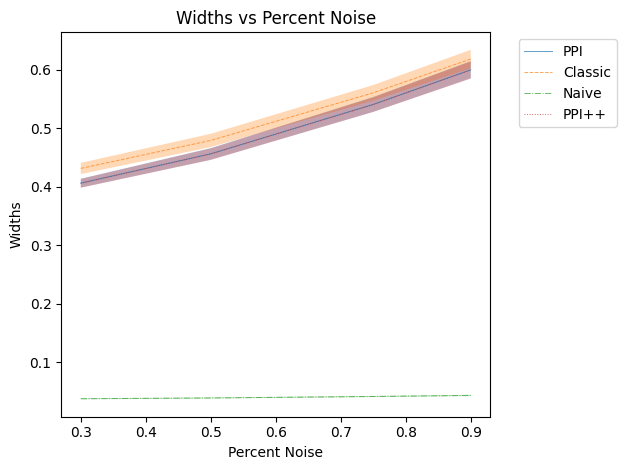 Widths vs Percent Noise
PPI
Classic
Naive
PPI++
Widths
0.6
0.5
0.4
0.3
0.2
0.1
0.3 0.4 0.5 0.6 0.7 0.8 0.9
Percent Noise